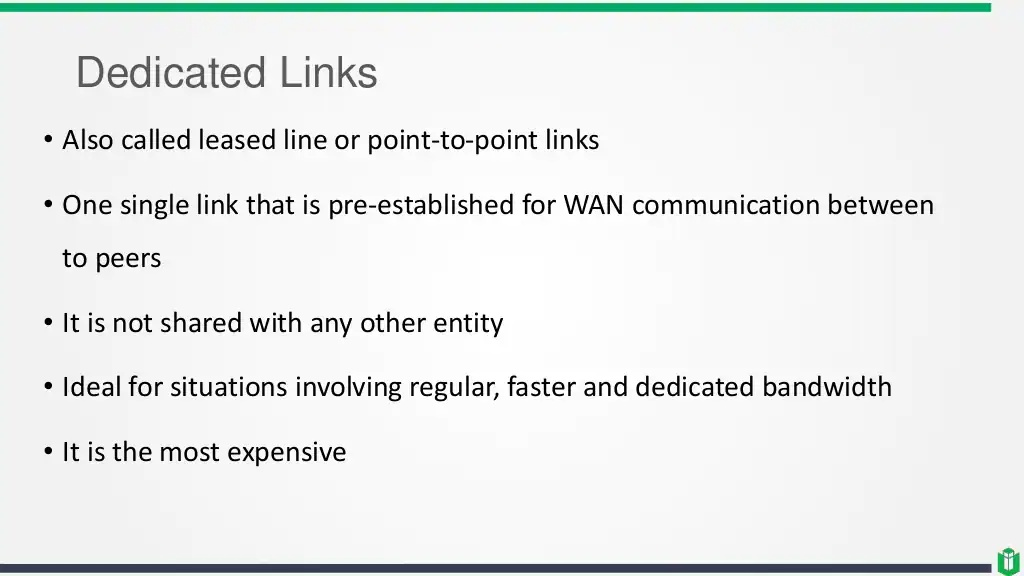 Dedicated Links
• Also called leased line or point-to-point links
• One single link that is pre-established for WAN communication between
to peers
• It is not shared with any other entity
• Ideal for situations involving regular, faster and dedicated bandwidth
• It is the most expensive